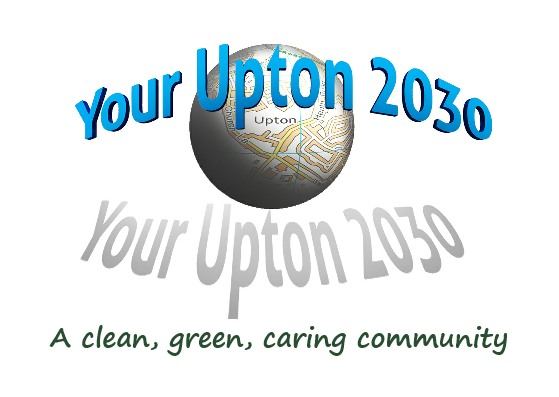 Your Upton 2030
Upton
Your Upton 2030
A clean, green, caring community